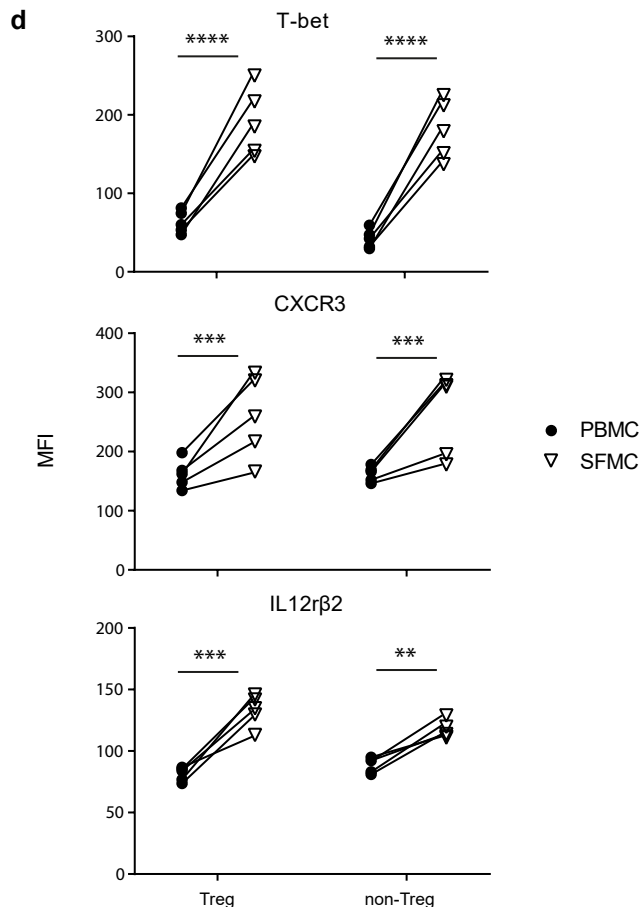 d
T-bet
300
200
100
0
****
****
CXCR3
400
300
200
100
0
***
***
MFI
PBMC
SFMC
IL12rβ2
200
150
100
50
0
***
**
Treg
non-Treg